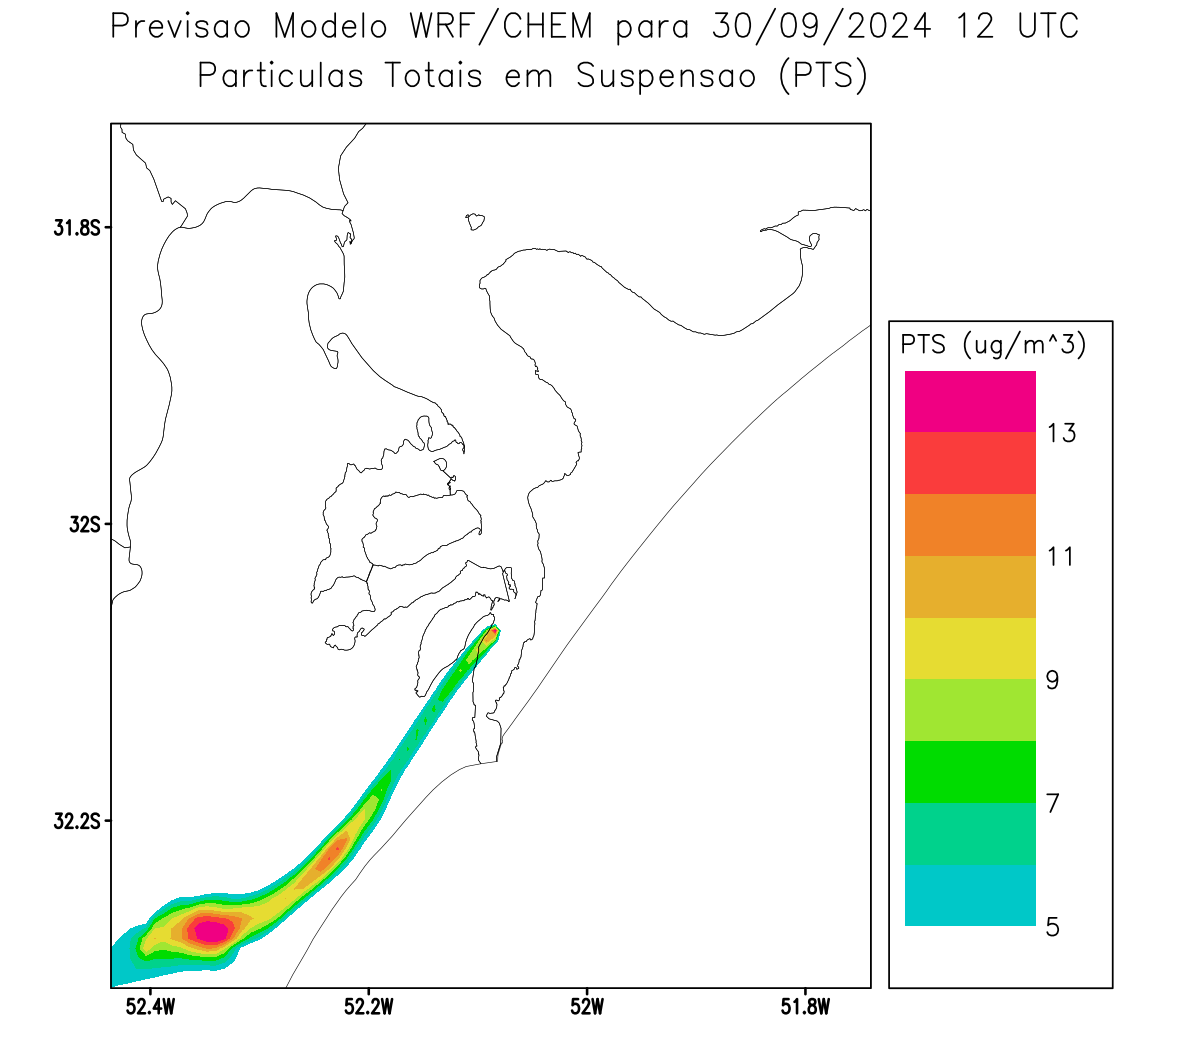 Previsao Modelo WRF/CHEM para 30/09/2024 12 UTC
Particulas Totais em Suspensao (PTS)
31.8S
32S
32.2S
52.4W
52.2W
52W
51.8W
PTS (ug/m^3)
13
11
9
7
5